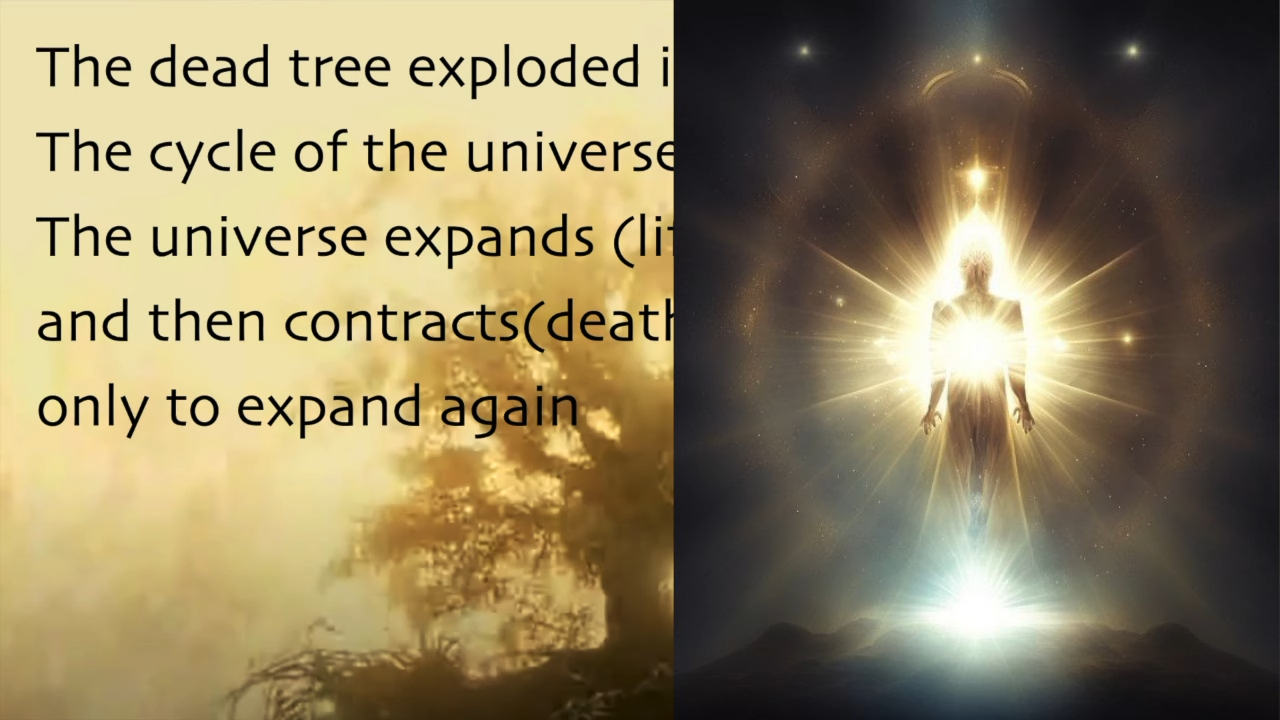 The dead tree exploded
The cycle of the universe
The universe expands
and then contracts(death
only to expand again